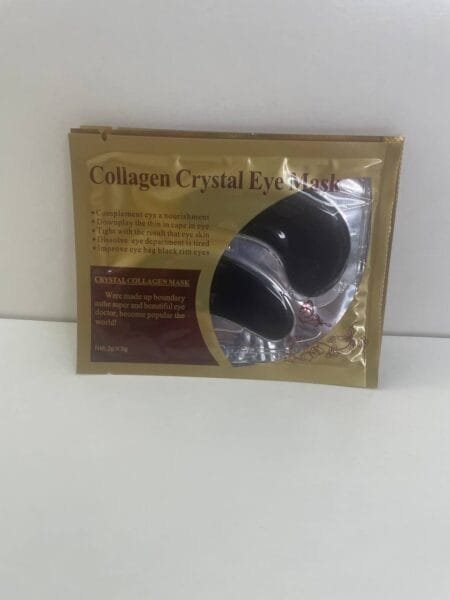 Collagen Crystal Eye Mask
Complement eye a nourishment
Downplay the thin in cape in eye
Tight with the result that eye skin
Dissolve eye department is tired
Improve eye bag black rim eyes
CRYSTAL COLLAGEN MASK
Were made up boundary
asthe super and beautiful eye
doctor, become popular the
world!